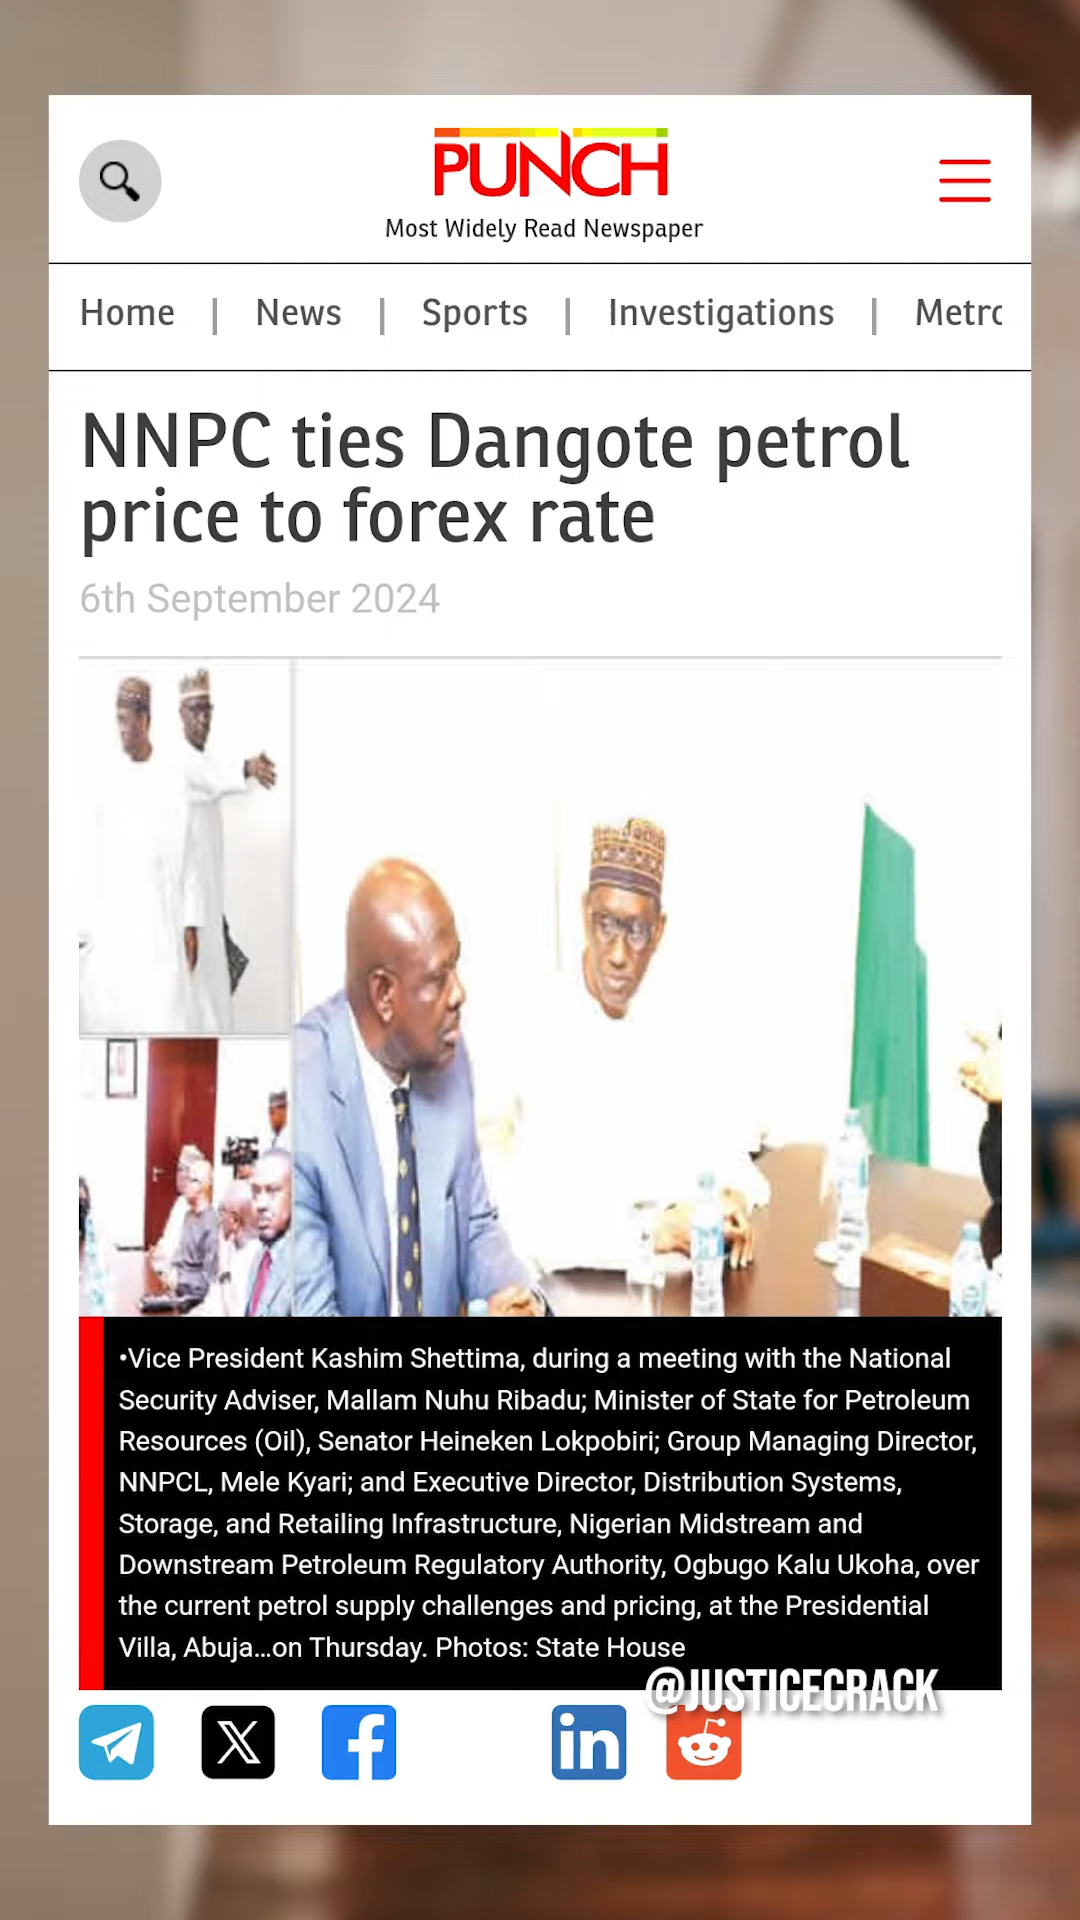 PUNCH
Most Widely Read Newspaper
Home | News | Sports | Investigations | Metro
NNPC ties Dangote petrol
price to forex rate
6th September 2024
•Vice President Kashim Shettima, during a meeting with the National
Security Adviser, Mallam Nuhu Ribadu; Minister of State for Petroleum
Resources (Oil), Senator Heineken Lokpobiri; Group Managing Director,
NNPCL, Mele Kyari; and Executive Director, Distribution Systems,
Storage, and Retailing Infrastructure, Nigerian Midstream and
Downstream Petroleum Regulatory Authority, Ogbugo Kalu Ukoha, over
the current petrol supply challenges and pricing, at the Presidential
Villa, Abuja...on Thursday. Photos: State House
@JUSTICECRACK
X
f
in